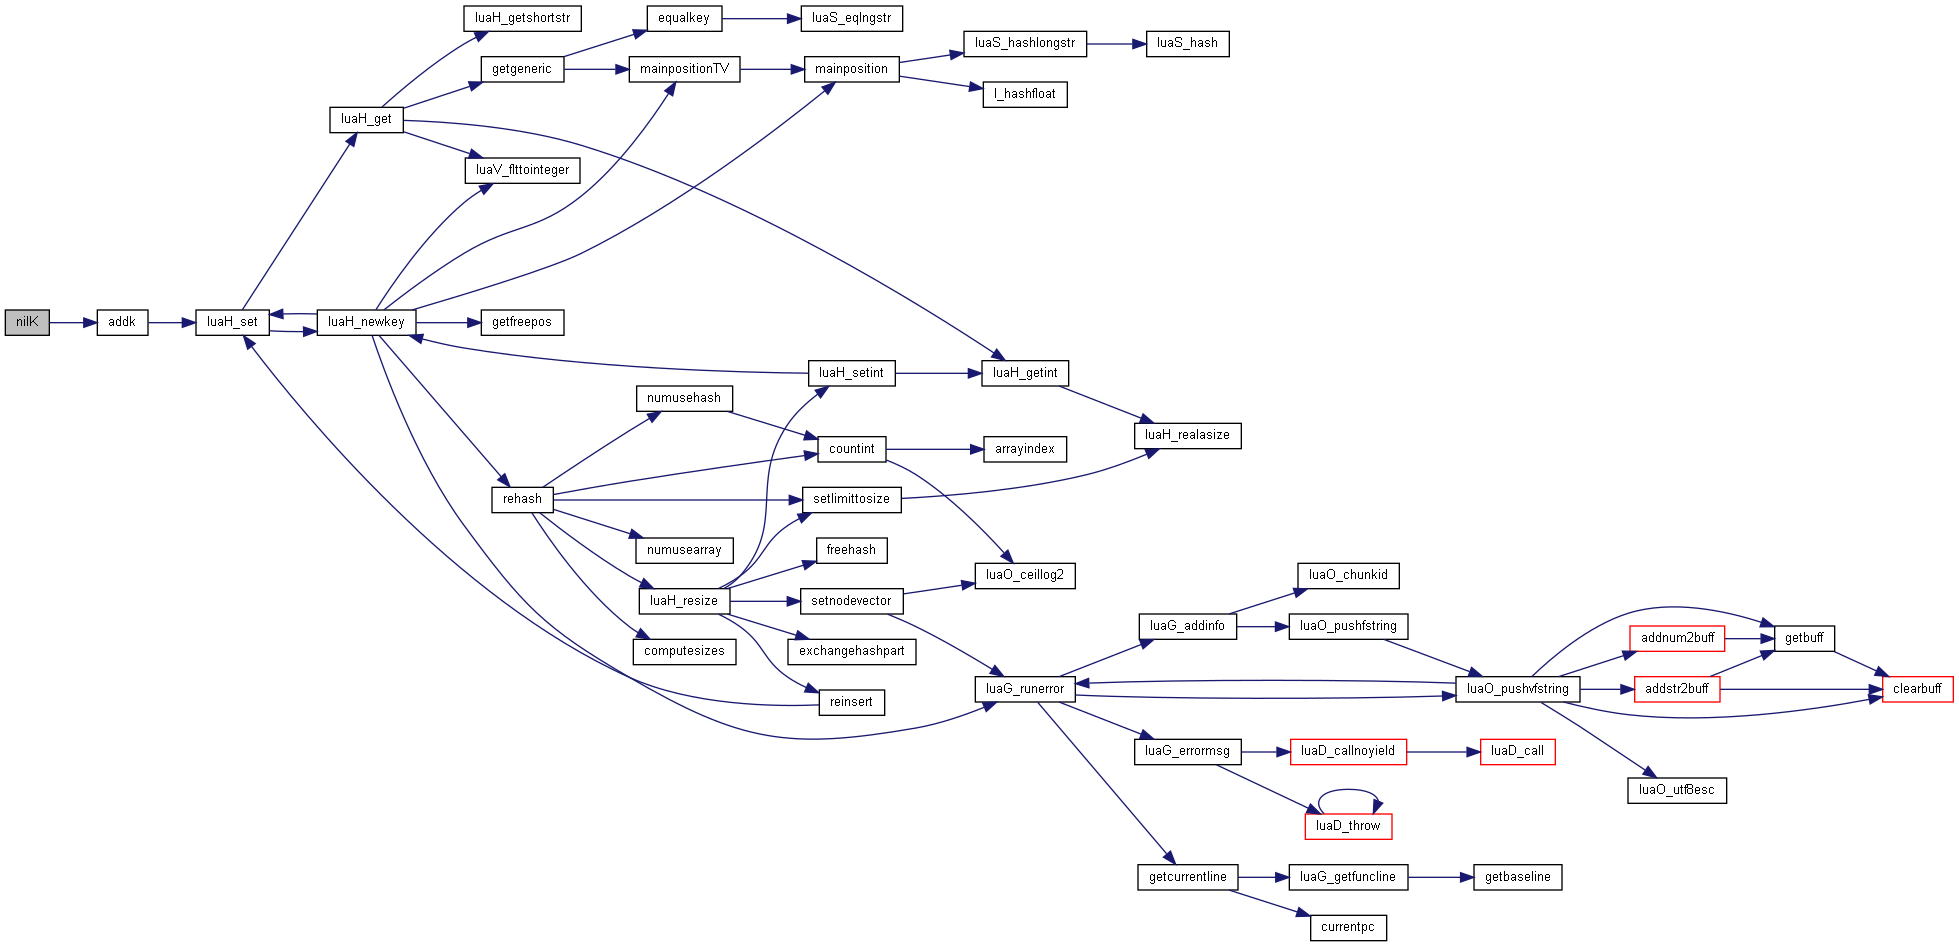 luaH_getshortstr
equalkey
luaS_eqlngstr
luaS_hashlongstr
luaS_hash
getgeneric
mainpositionTV
mainposition
l_hashfloat
luaH_get
luaV_flttointeger
nilK
addk
luaH_set
luaH_newkey
getfreepos
luaH_setint
luaH_getint
numusehash
luaH_realasize
countint
arrayindex
rehash
setlimittosize
numusearray
freehash
luaO_ceillog2
luaO_chunkid
luaH_resize
setnodevector
luaG_addinfo
luaO_pushfstring
addnum2buff
getbuff
computesizes
exchangehashpart
luaG_runerror
luaO_pushvfstring
addstr2buff
clearbuff
reinsert
luaG_errormsg
luaD_callnoyield
luaD_call
luaO_utf8esc
luaD_throw
getcurrentline
luaG_getfuncline
getbaseline
currentpc